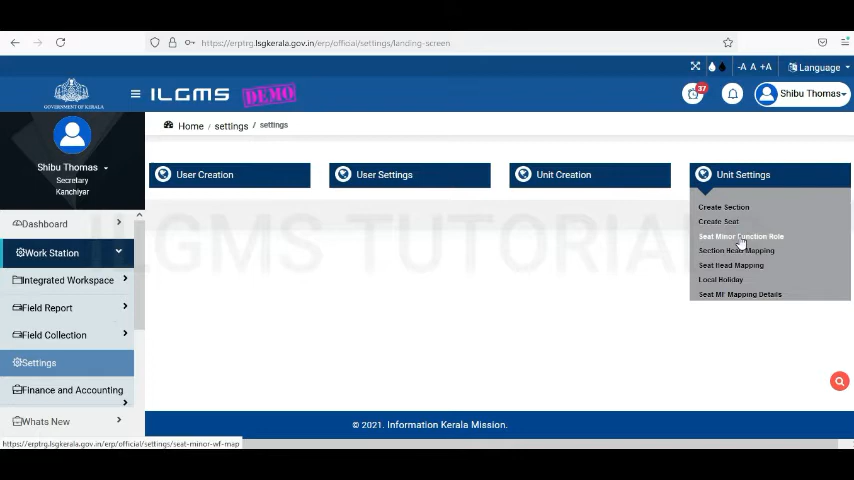 https://erptrg.lsgkerala.gov.in/erp/official/settings/landing-screen
-A A +A
Language
GOVERNMENT OF KERALA
ILGMS
DEMO
37
Shibu Thomas
Home / settings / settings
Shibu Thomas
Secretary
Kanchiyar
User Creation
User Settings
Unit Creation
Unit Settings
Create Section
Create Seat
Seat Minor Function Role
Section Head Mapping
Seat Head Mapping
Local Holiday
Seat MF Mapping Details
Dashboard
Work Station
Integrated Workspace
Field Report
Field Collection
Settings
Finance and Accounting
Whats New
ILGMS TUTORIAL
© 2021. Information Kerala Mission.
https://erptrg.lsgkerala.gov.in/erp/official/settings/seat-minor-wf-map